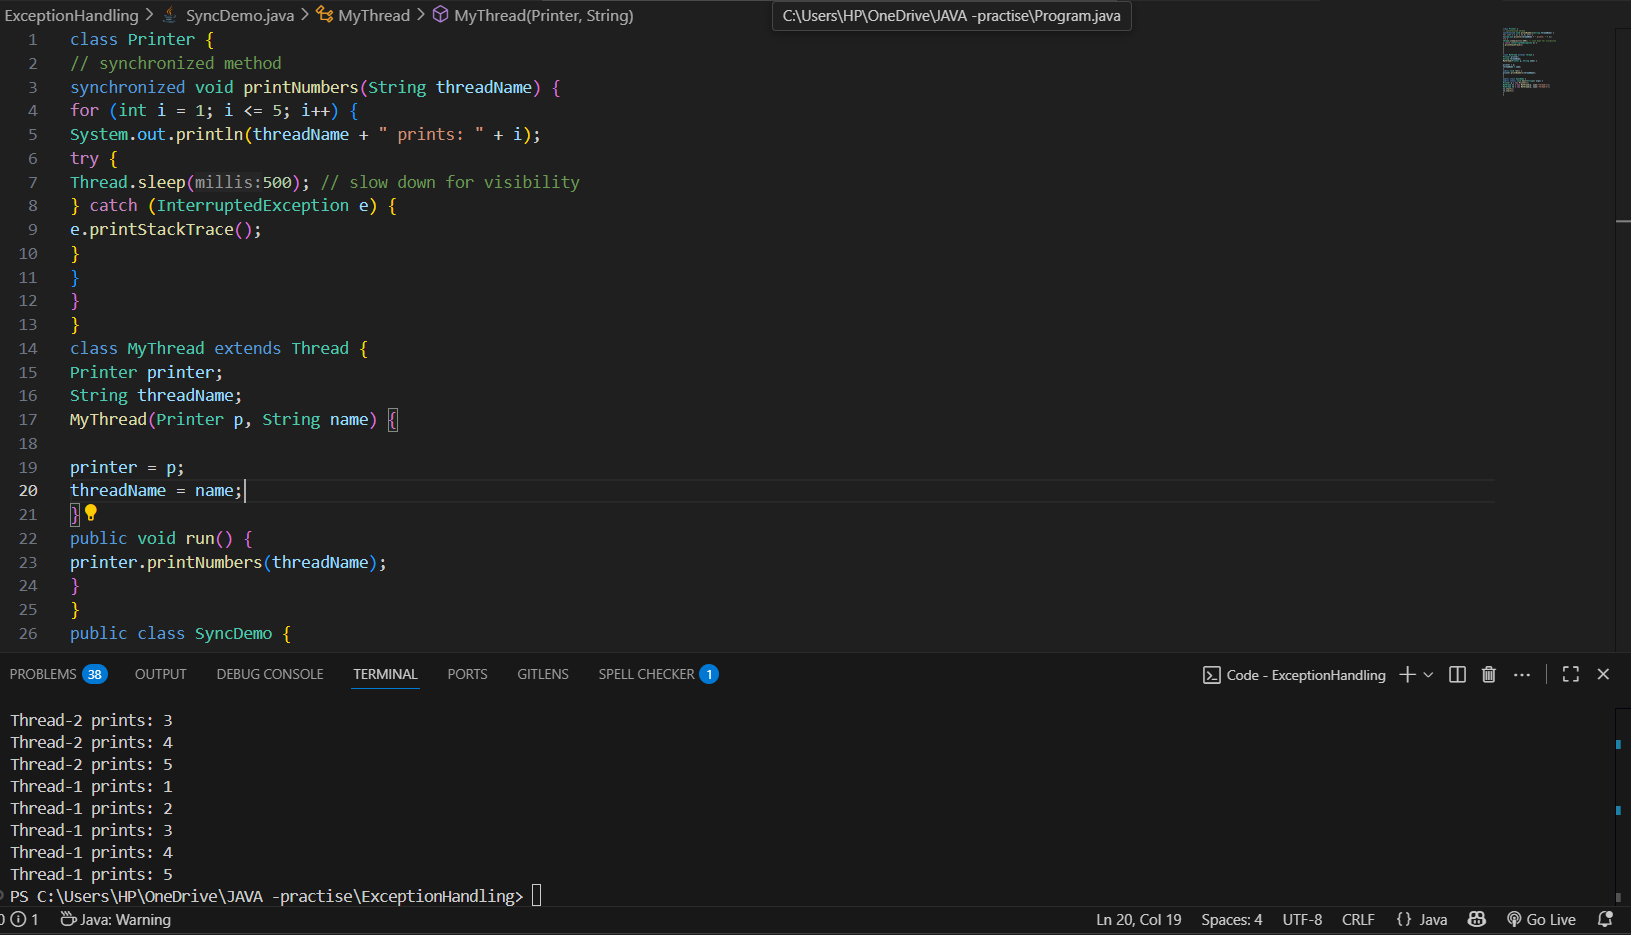 ExceptionHandling > SyncDemo.java > MyThread > MyThread(Printer, String)
C:\Users\HP\OneDrive\JAVA -practise\Program.java
1 class Printer {
2 // synchronized method
3 synchronized void printNumbers(String threadName) {
4 for (int i = 1; i <= 5; i++) {
5 System.out.println(threadName + " prints: " + i);
6 try {
7 Thread.sleep(millis:500); // slow down for visibility
8 } catch (InterruptedException e) {
9 e.printStackTrace();
10 }
11 }
12 }
13 }
14 class MyThread extends Thread {
15 Printer printer;
16 String threadName;
17 MyThread(Printer p, String name) {
18
19 printer = p;
20 threadName = name;
21 }
22 public void run() {
23 printer.printNumbers(threadName);
24 }
25 }
26 public class SyncDemo {
PROBLEMS 38 OUTPUT DEBUG CONSOLE TERMINAL PORTS GITLENS SPELL CHECKER 1 Code - ExceptionHandling
Thread-2 prints: 3
Thread-2 prints: 4
Thread-2 prints: 5
Thread-1 prints: 1
Thread-1 prints: 2
Thread-1 prints: 3
Thread-1 prints: 4
Thread-1 prints: 5
PS C:\Users\HP\OneDrive\JAVA -practise\ExceptionHandling>
0 1 Java: Warning Ln 20, Col 19 Spaces: 4 UTF-8 CRLF {} Java Go Live